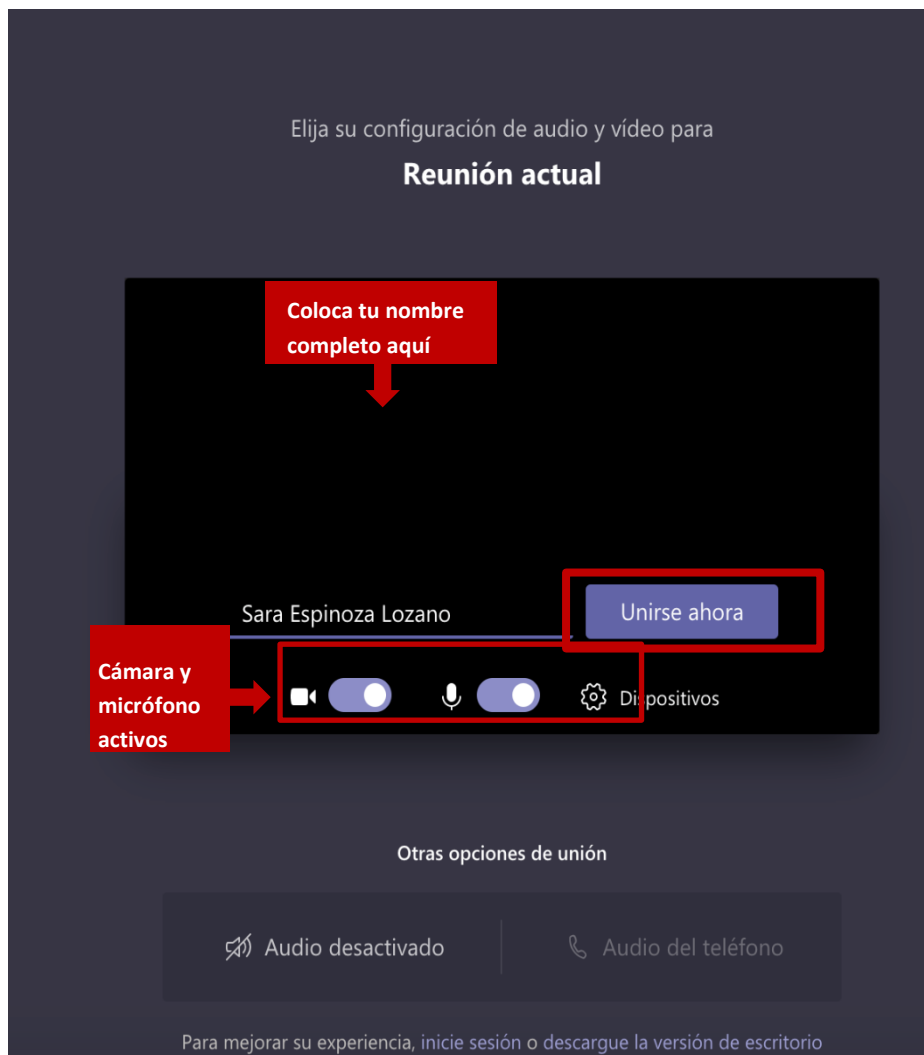 Elija su configuración de audio y vídeo para
Reunión actual
Coloca tu nombre
completo aquí
Sara Espinoza Lozano
Unirse ahora
Cámara y
micrófono
activos
Dispositivos
Otras opciones de unión
Audio desactivado
Audio del teléfono
Para mejorar su experiencia, inicie sesión o descargue la versión de escritorio